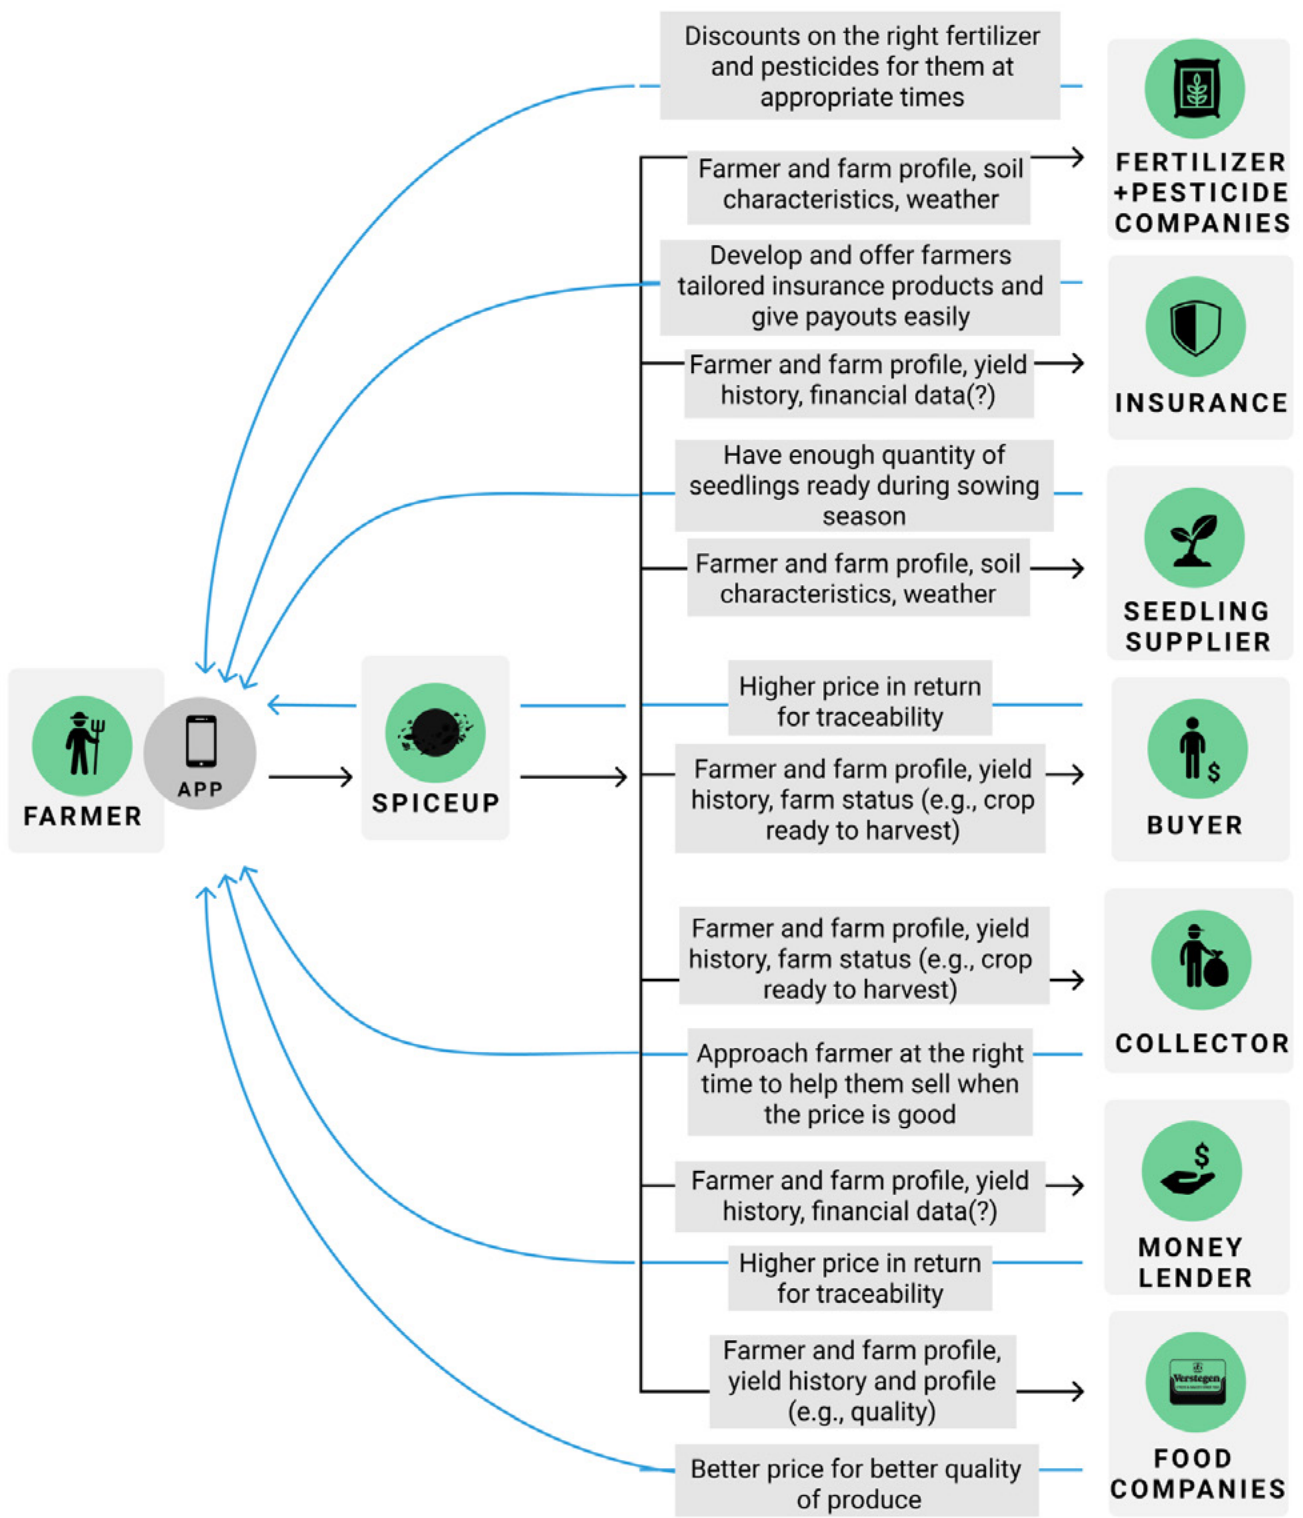 Discounts on the right fertilizer
and pesticides for them at
appropriate times
FERTILIZER
+PESTICIDE
COMPANIES
Farmer and farm profile, soil
characteristics, weather
Develop and offer farmers
tailored insurance products and
give payouts easily
INSURANCE
Farmer and farm profile, yield
history, financial data(?)
Have enough quantity of
seedlings ready during sowing
season
SEEDLING
SUPPLIER
Farmer and farm profile, soil
characteristics, weather
FARMER
APP
SPICEUP
Higher price in return
for traceability
BUYER
Farmer and farm profile, yield
history, farm status (e.g., crop
ready to harvest)
Farmer and farm profile, yield
history, farm status (e.g., crop
ready to harvest)
COLLECTOR
Approach farmer at the right
time to help them sell when
the price is good
Farmer and farm profile, yield
history, financial data(?)
MONEY
LENDER
Higher price in return
for traceability
Farmer and farm profile,
yield history and profile
(e.g., quality)
Verstegen
FOOD
COMPANIES
Better price for better quality
of produce